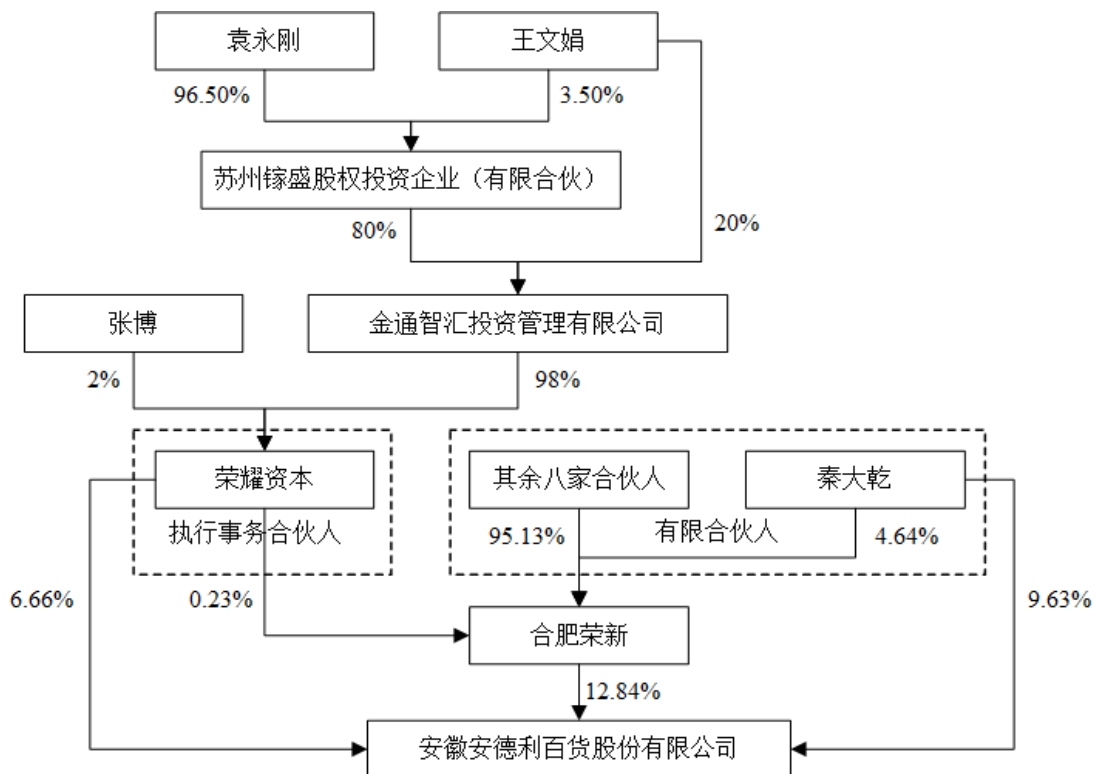 袁永刚
王文娟
96.50%
3.50%
苏州镓盛股权投资企业（有限合伙）
80%
20%
张博
金通智汇投资管理有限公司
2%
98%
荣耀资本
其余八家合伙人
秦大乾
执行事务合伙人
95.13%
有限合伙人
4.64%
6.66%
0.23%
9.63%
合肥荣新
12.84%
安徽安德利百货股份有限公司